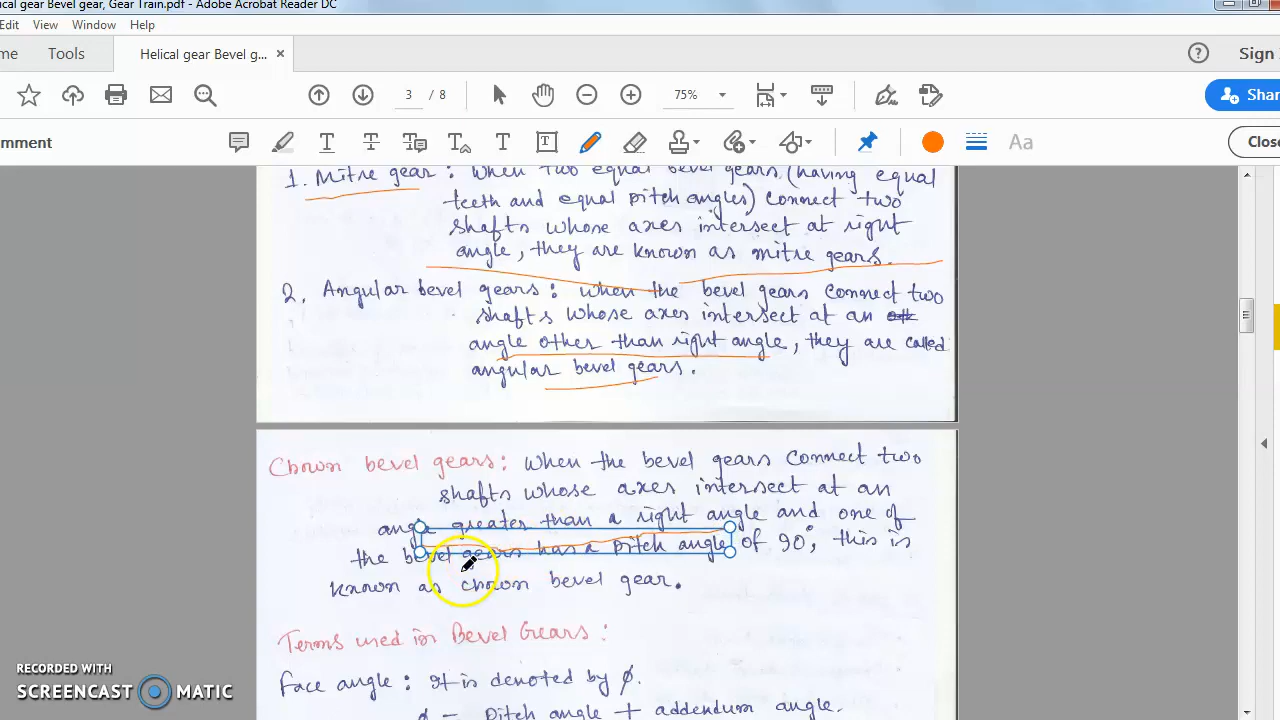 elical gear Bevel gear, Gear Train.pdf - Adobe Acrobat Reader DC
Edit View Window Help
me Tools Helical gear Bevel g... × ? Sign
3 / 8 75% Shar
mment T T T T Aa Close
1. Mitre gear : When two equal bevel gears (having equal
teeth and equal pitch angles) connect two
shafts whose axes intersect at right
angle, they are known as mitre gears.
2. Angular bevel gears : when the bevel gears connect two
shafts whose axes intersect at an
angle other than right angle, they are called
angular bevel gears.
Chown bevel gears : when the bevel gears connect two
shafts whose axes intersect at an
angle greater than a right angle and one of
the bevel gears has a pitch angle of 90°, this is
known as chown bevel gear.
Terms used in Bevel Gears :
Face angle : It is denoted by ϕ.
ϕ = Pitch angle + addendum angle.
RECORDED WITH
SCREENCAST MATIC